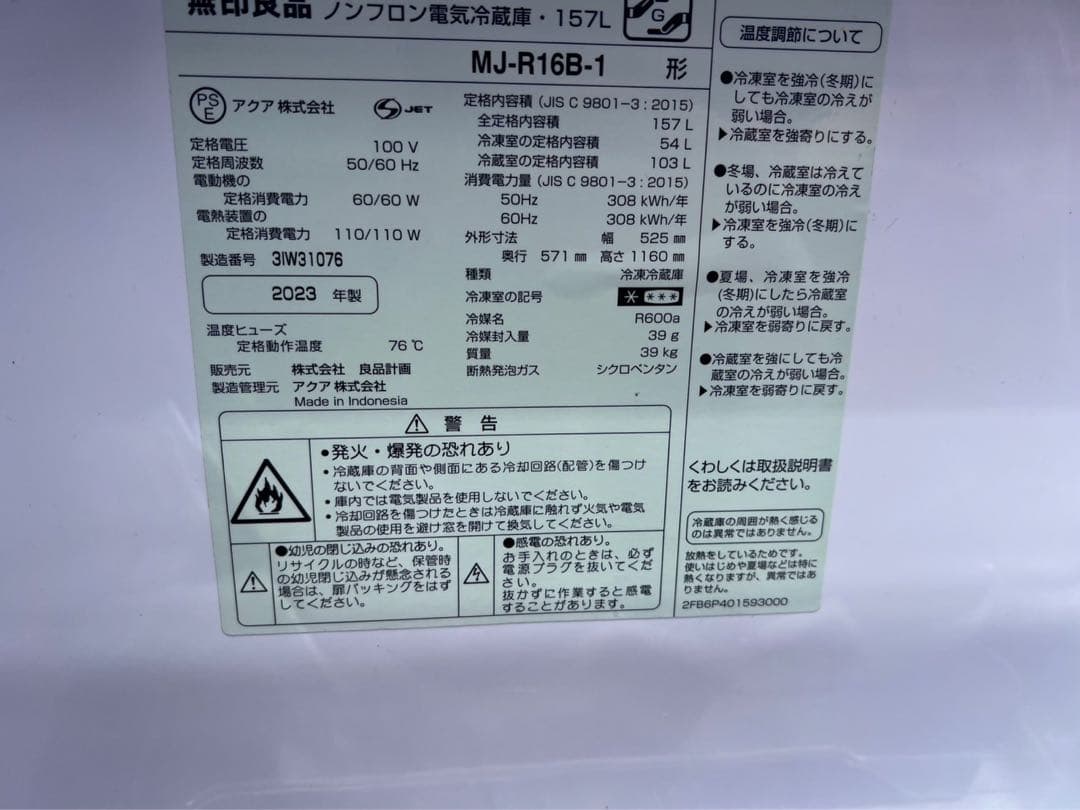 無印良品 ノンフロン電気冷蔵庫・157L
G
MJ-R16B-1 形
PS
E
アクア 株式会社
S JET
定格電圧 100 V
定格周波数 50/60 Hz
電動機の
定格消費電力 60/60 W
電熱装置の
定格消費電力 110/110 W
製造番号 3IW31076
2023 年製
温度ヒューズ
定格動作温度 76 ℃
販売元 株式会社 良品計画
製造管理元 アクア 株式会社
Made in Indonesia
定格内容積 (JIS C 9801-3 : 2015)
全定格内容積 157 L
冷凍室の定格内容積 54 L
冷蔵室の定格内容積 103 L
消費電力量 (JIS C 9801-3 : 2015)
50Hz 308 kWh/年
60Hz 308 kWh/年
外形寸法 幅 525 ㎜
奥行 571 ㎜ 高さ 1160 ㎜
種類 冷凍冷蔵庫
冷凍室の記号 * ***
冷媒名 R600a
冷媒封入量 39 g
質量 39 kg
断熱発泡ガス シクロペンタン
警 告
●発火・爆発の恐れあり
・冷蔵庫の背面や側面にある冷却回路(配管)を傷つけ
ないでください。
・庫内では電気製品を使用しないでください。
・冷却回路を傷つけたときは冷蔵庫に触れず火気や電気
製品の使用を避け窓を開けて換気してください。
●幼児の閉じ込みの恐れあり。
リサイクルの時など、保管時
の幼児閉じ込みが懸念される
場合は、扉パッキングをはず
してください。
●感電の恐れあり。
お手入れのときは、必ず
電源プラグを抜いてくだ
さい。
抜かずに作業すると感電
することがあります。
温度調節について
●冷凍室を強冷(冬期)に
しても冷凍室の冷えが
弱い場合。
▶冷蔵室を強寄りにする。
●冬場、冷蔵室は冷えて
いるのに冷凍室の冷え
が弱い場合。
▶冷凍室を強冷(冬期)に
する。
●夏場、冷凍室を強冷
(冬期)にしたら冷蔵室
の冷えが弱い場合。
▶冷凍室を弱寄りに戻す。
●冷蔵室を強にしても冷
蔵室の冷えが弱い場合。
▶冷凍室を弱寄りに戻す。
くわしくは取扱説明書
をお読みください。
冷蔵庫の周囲が熱く感じる
のは異常ではありません。
放熱をしているためです。
使いはじめや夏場などは特に
熱くなりますが、異常ではあ
りません。
2FB6P401593000